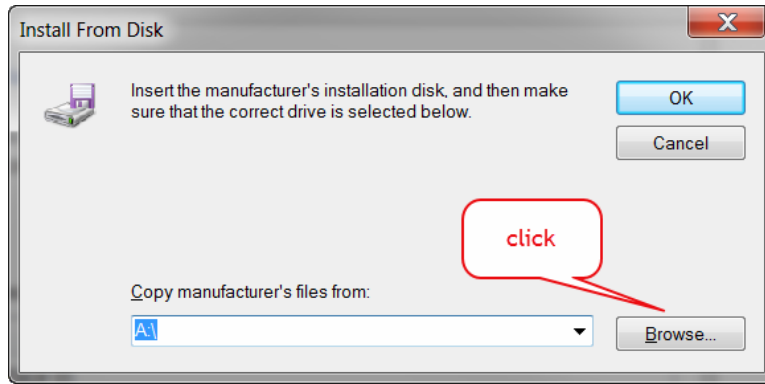 Install From Disk
Insert the manufacturer's installation disk, and then make
sure that the correct drive is selected below.
OK
Cancel
click
Copy manufacturer's files from:
A:\
Browse...